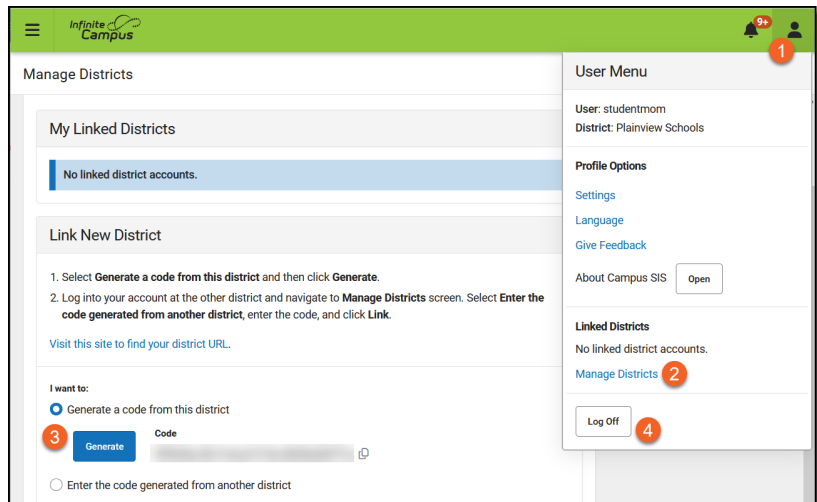 Infinite
Campus
9+
1
Manage Districts
My Linked Districts
No linked district accounts.
Link New District
1. Select Generate a code from this district and then click Generate.
2. Log into your account at the other district and navigate to Manage Districts screen. Select Enter the
code generated from another district, enter the code, and click Link.
Visit this site to find your district URL.
I want to:
Generate a code from this district
3
Generate
Code
Enter the code generated from another district
User Menu
User: studentmom
District: Plainview Schools
Profile Options
Settings
Language
Give Feedback
About Campus SIS
Open
Linked Districts
No linked district accounts.
Manage Districts
2
Log Off
4